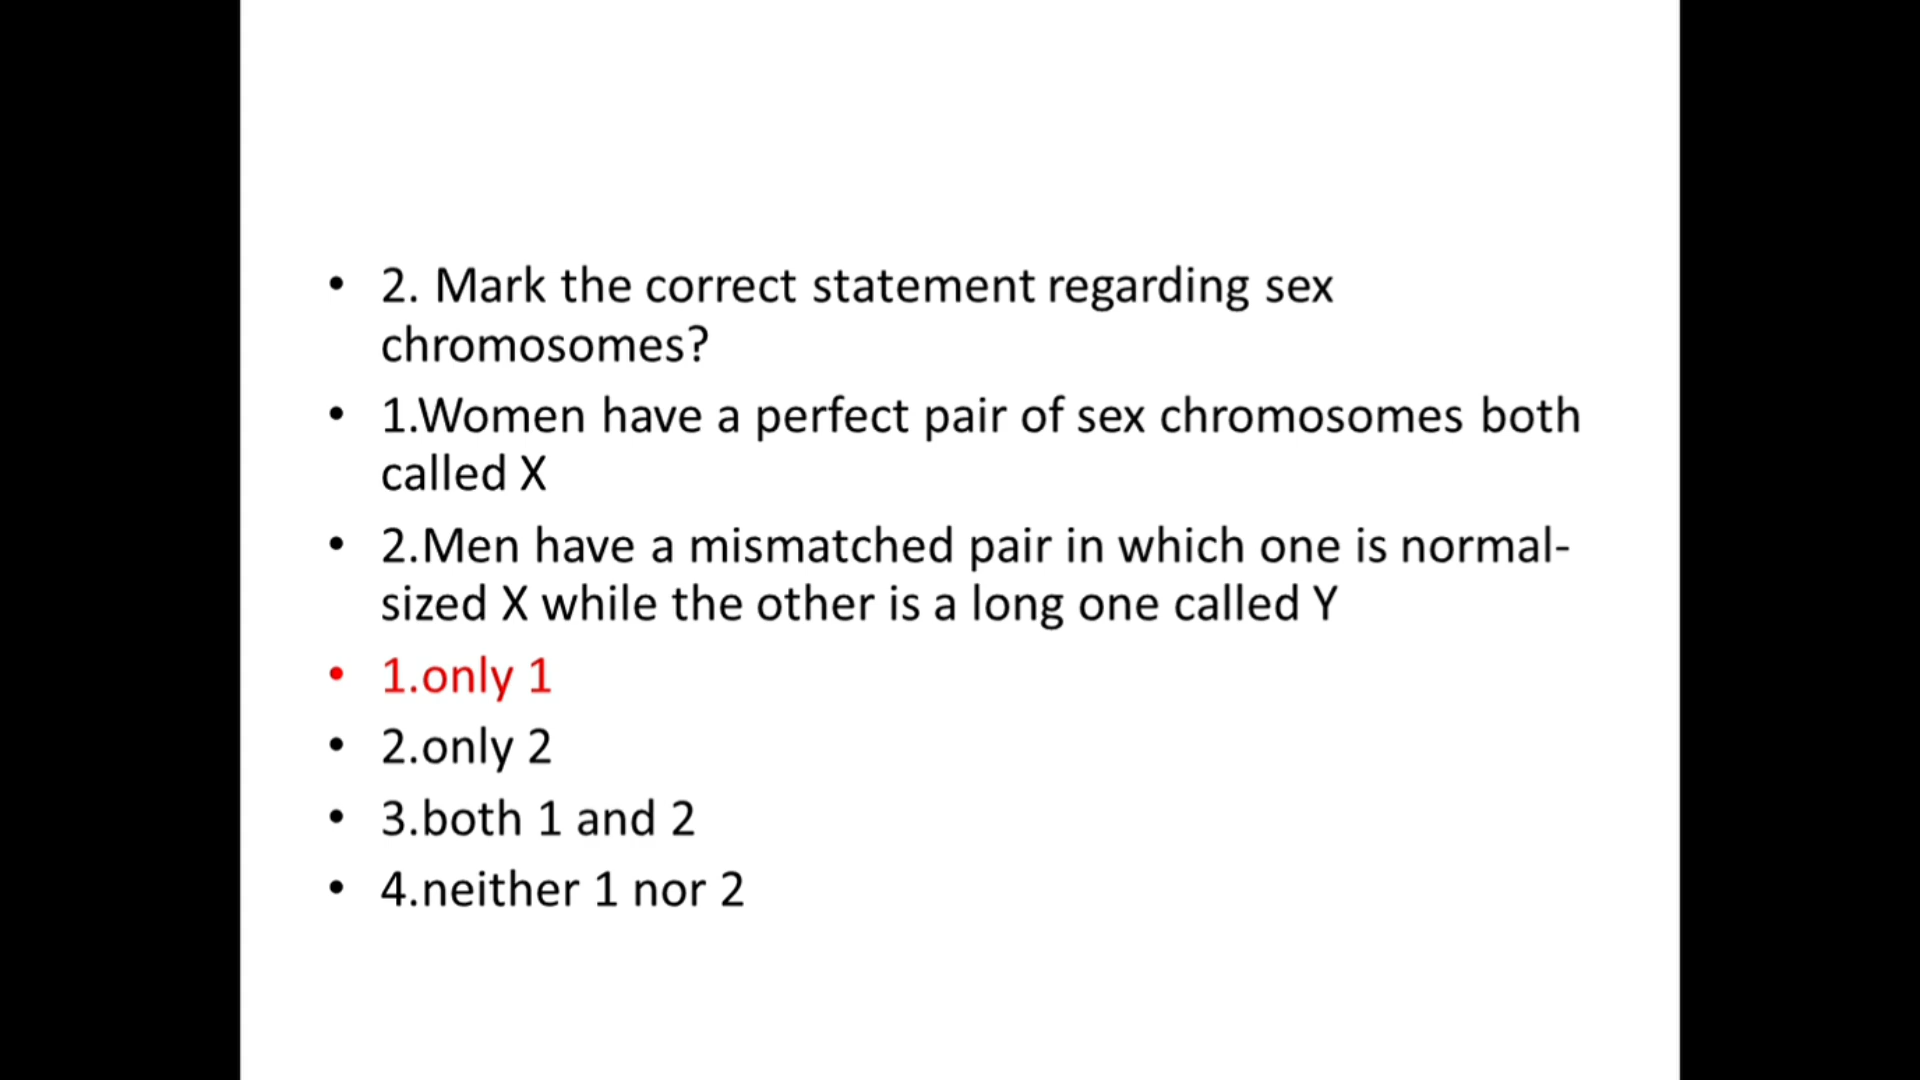 • 2. Mark the correct statement regarding sex
chromosomes?
• 1.Women have a perfect pair of sex chromosomes both
called X
• 2.Men have a mismatched pair in which one is normal-
sized X while the other is a long one called Y
• 1.only 1
• 2.only 2
• 3.both 1 and 2
• 4.neither 1 nor 2